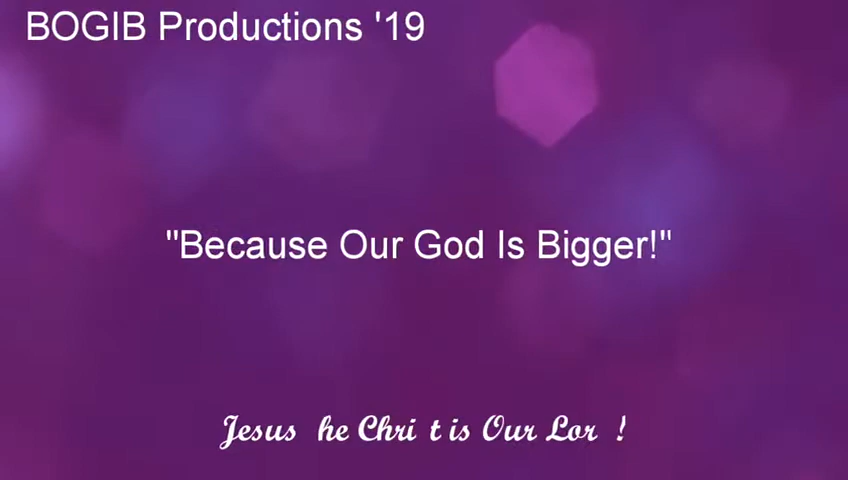 BOGIB Productions '19
"Because Our God Is Bigger!"
Jesus he Chri t is Our Lor !